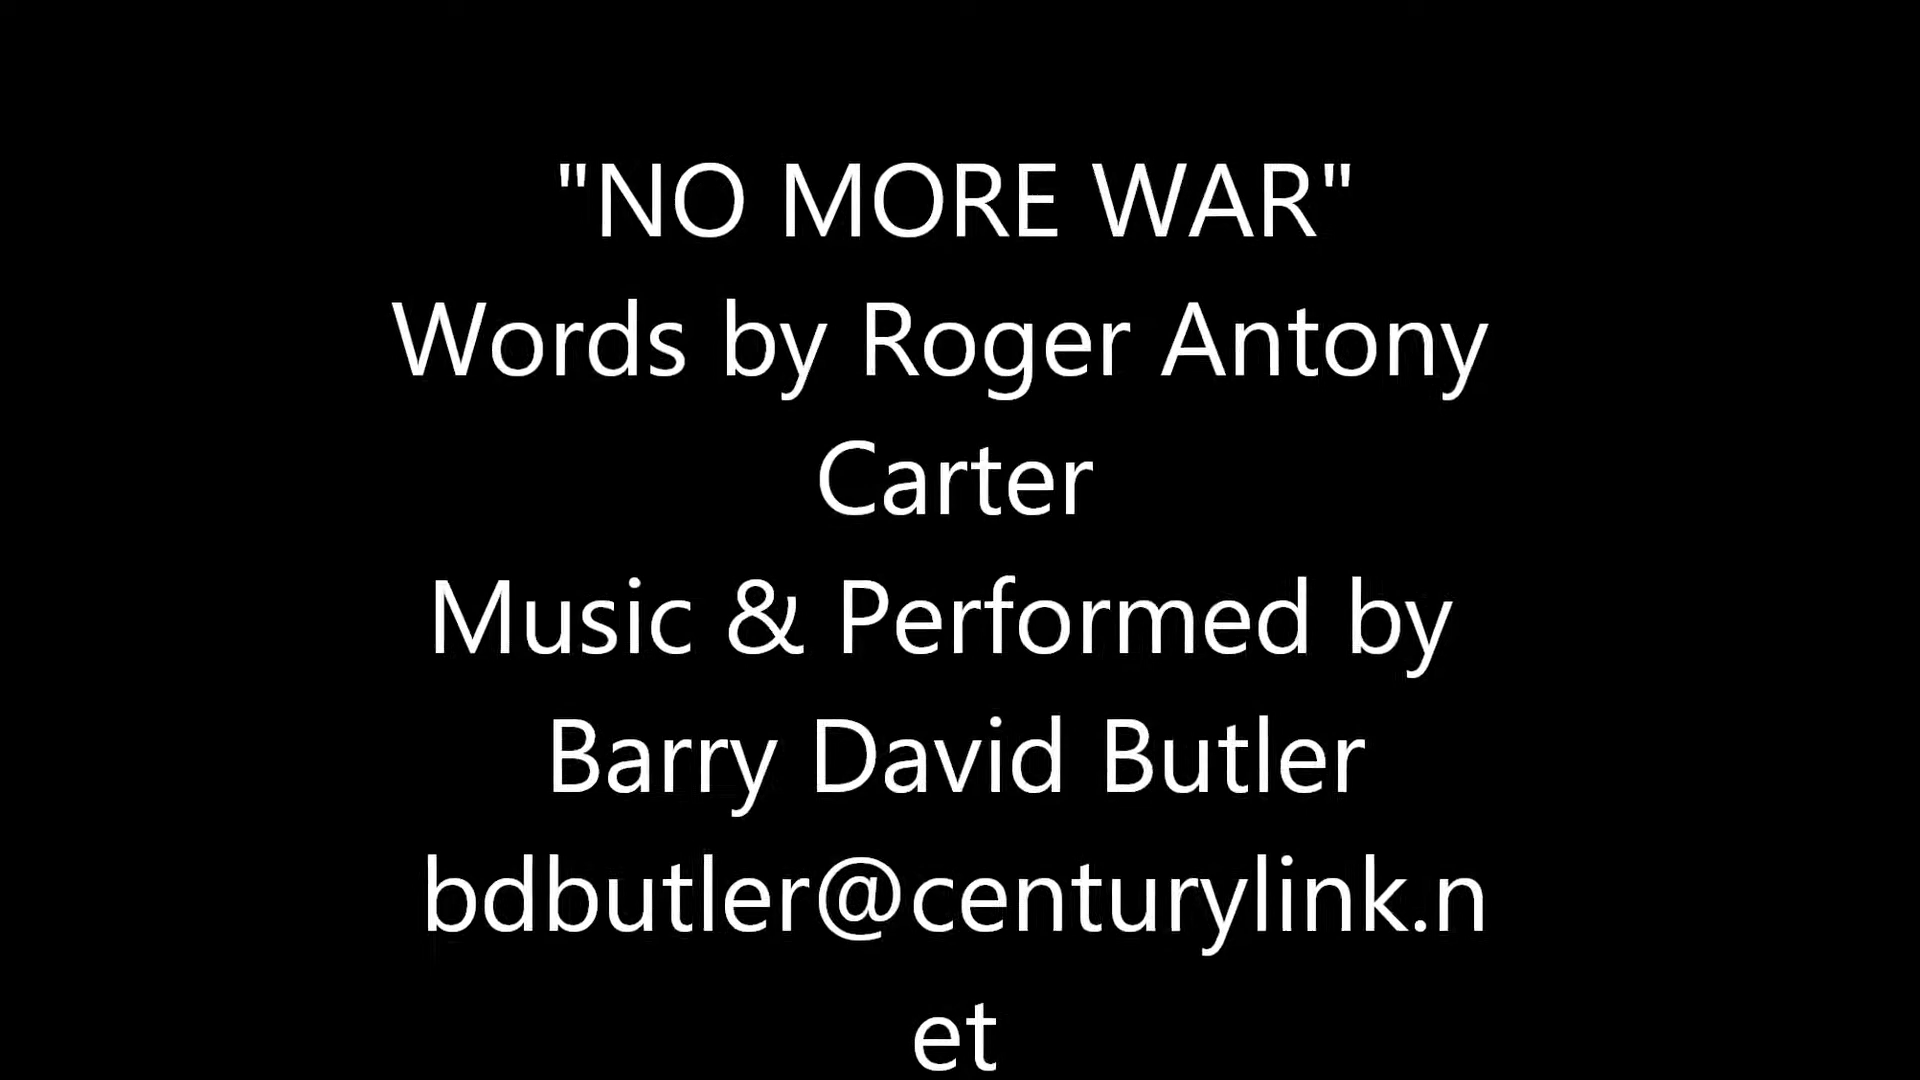 "NO MORE WAR"
Words by Roger Antony
Carter
Music & Performed by
Barry David Butler
bdbutler@centurylink.n
et